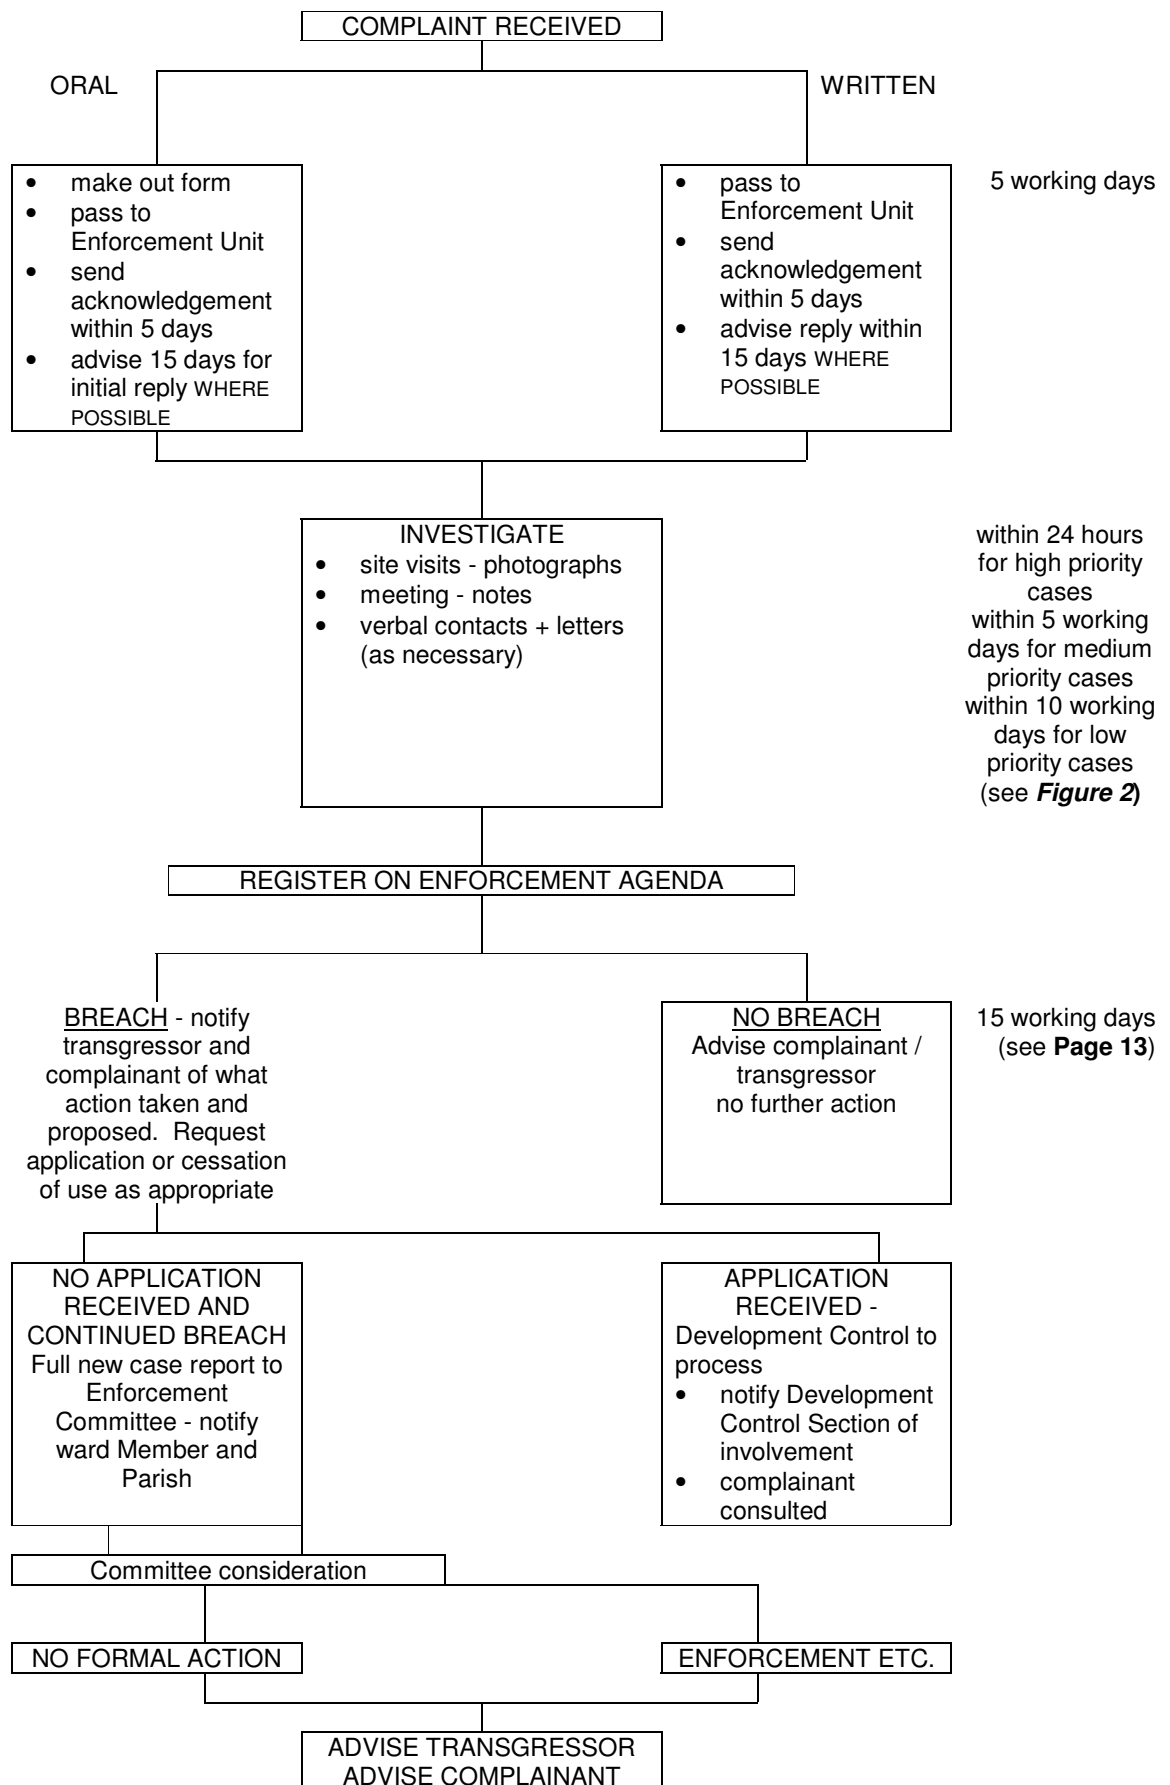 COMPLAINT RECEIVED
ORAL
WRITTEN
• make out form
• pass to
Enforcement Unit
• send
acknowledgement
within 5 days
• advise 15 days for
initial reply WHERE
POSSIBLE
• pass to
Enforcement Unit
• send
acknowledgement
within 5 days
• advise reply within
15 days WHERE
POSSIBLE
5 working days
INVESTIGATE
• site visits - photographs
• meeting - notes
• verbal contacts + letters
(as necessary)
within 24 hours
for high priority
cases
within 5 working
days for medium
priority cases
within 10 working
days for low
priority cases
(see Figure 2)
REGISTER ON ENFORCEMENT AGENDA
BREACH - notify
transgressor and
complainant of what
action taken and
proposed. Request
application or cessation
of use as appropriate
NO BREACH
Advise complainant /
transgressor
no further action
15 working days
(see Page 13)
NO APPLICATION
RECEIVED AND
CONTINUED BREACH
Full new case report to
Enforcement
Committee - notify
ward Member and
Parish
APPLICATION
RECEIVED -
Development Control to
process
• notify Development
Control Section of
involvement
• complainant
consulted
Committee consideration
NO FORMAL ACTION
ENFORCEMENT ETC.
ADVISE TRANSGRESSOR
ADVISE COMPLAINANT